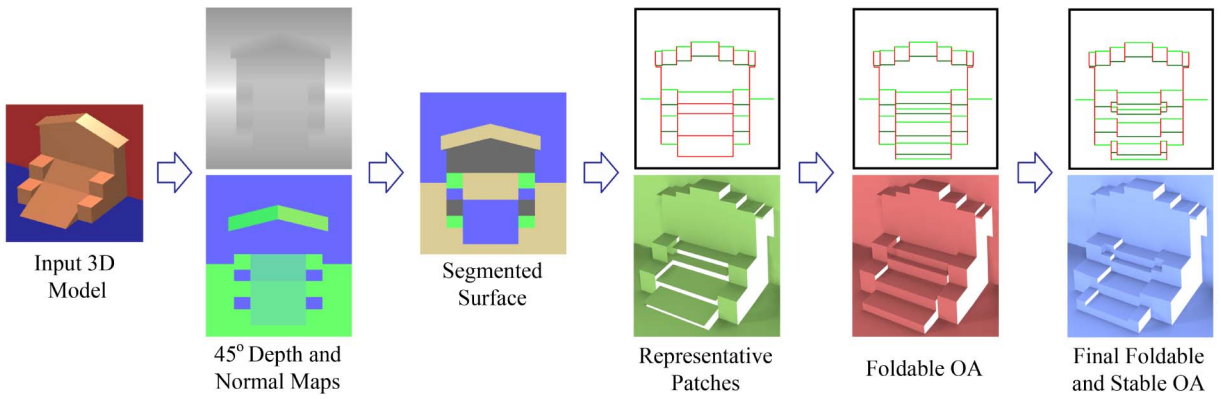 Input 3D
Model
45° Depth and
Normal Maps
Segmented
Surface
Representative
Patches
Foldable OA
Final Foldable
and Stable OA